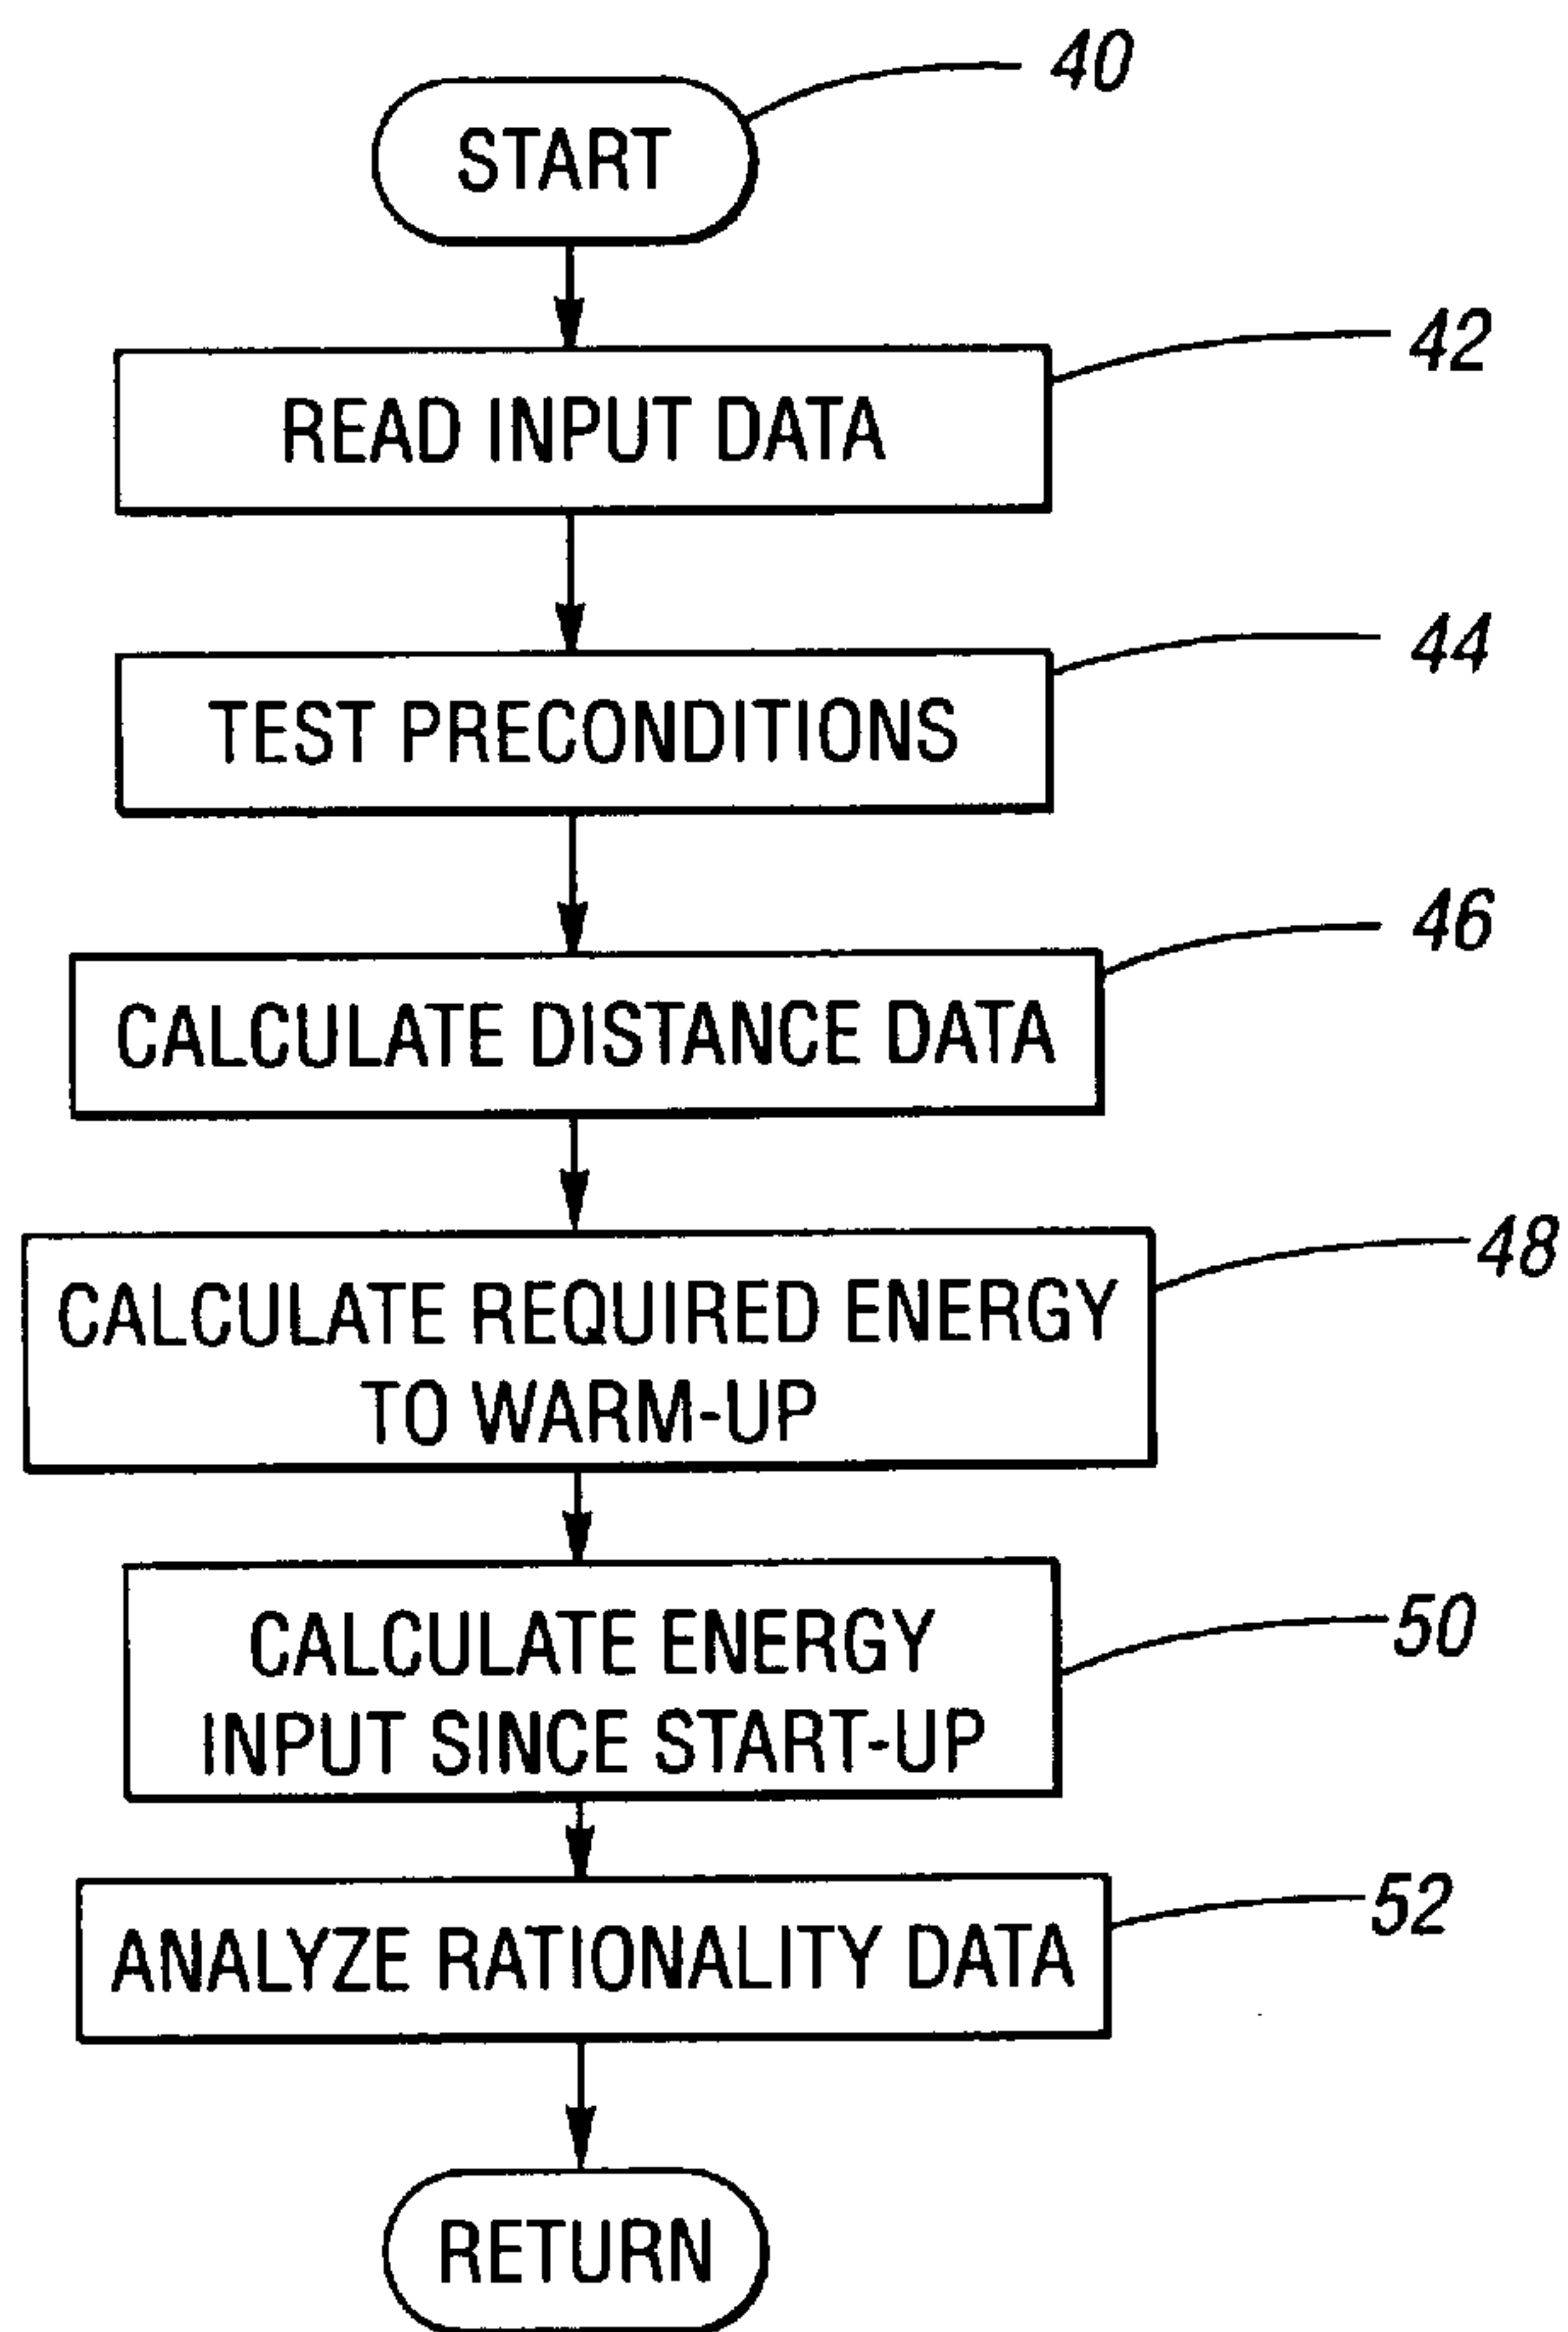 40
START
42
READ INPUT DATA
44
TEST PRECONDITIONS
46
CALCULATE DISTANCE DATA
48
CALCULATE REQUIRED ENERGY
TO WARM-UP
50
CALCULATE ENERGY
INPUT SINCE START-UP
52
ANALYZE RATIONALITY DATA
RETURN